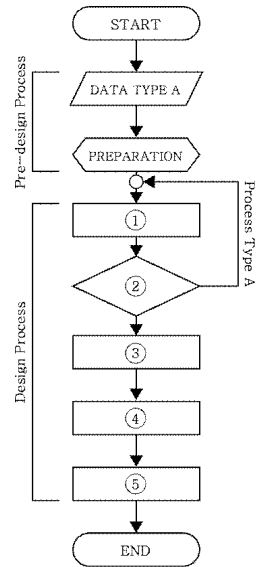 START
DATA TYPE A
PREPARATION
Pre-design Process
Process Type A
①
②
③
④
⑤
Design Process
END